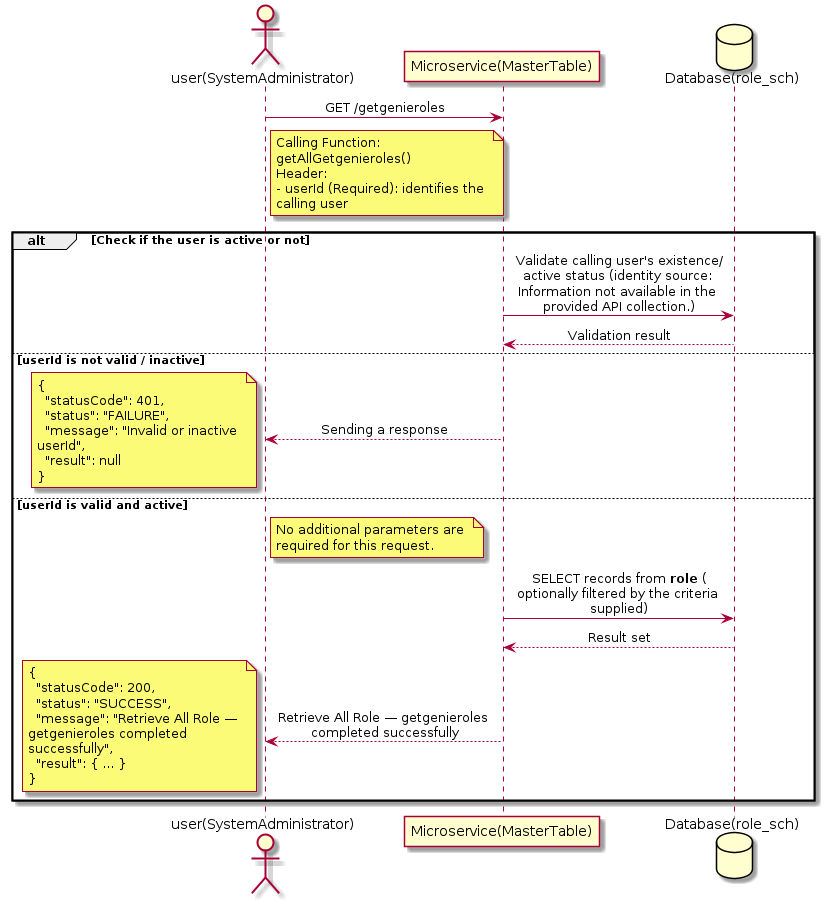 user(SystemAdministrator)
Microservice(MasterTable)
Database(role_sch)
GET /getgenieroles
Calling Function:
getAllGetgenieroles()
Header:
- userId (Required): identifies the
calling user
alt
[Check if the user is active or not]
Validate calling user's existence/
active status (identity source:
Information not available in the
provided API collection.)
Validation result
[userId is not valid / inactive]
{
"statusCode": 401,
"status": "FAILURE",
"message": "Invalid or inactive
userId",
"result": null
}
Sending a response
[userId is valid and active]
No additional parameters are
required for this request.
SELECT records from role (
optionally filtered by the criteria
supplied)
Result set
{
"statusCode": 200,
"status": "SUCCESS",
"message": "Retrieve All Role —
getgenieroles completed
successfully",
"result": { ... }
}
Retrieve All Role — getgenieroles
completed successfully
user(SystemAdministrator)
Microservice(MasterTable)
Database(role_sch)